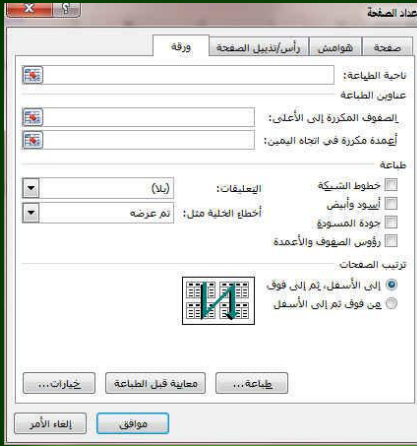 إعداد الصفحة
صفحة هوامش رأس/تذييل الصفحة ورقة
ناحية الطباعة:
عناوين الطباعة
الصفوف المكررة إلى الأعلى:
أعمدة مكررة في اتجاه اليمين:
طباعة
خطوط الشبكة التعليقات: (بلا)
أسود وأبيض أخطاء الخلية مثل: تم عرضه
جودة المسودة
رؤوس الصفوف والأعمدة
ترتيب الصفحات
إلى الأسفل، ثم إلى فوق
من فوق ثم إلى الأسفل
طباعة... معاينة قبل الطباعة خيارات...
موافق إلغاء الأمر